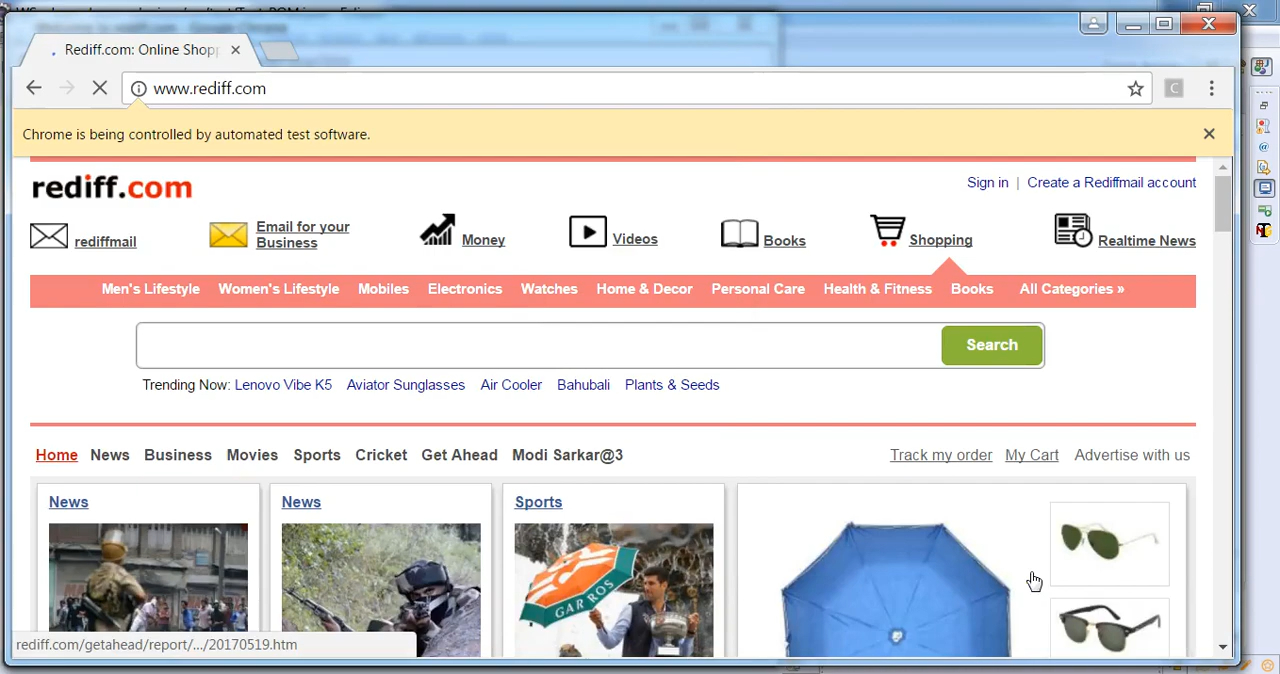 Rediff.com: Online Shopp
www.rediff.com
Chrome is being controlled by automated test software.
rediff.com
Sign in | Create a Rediffmail account
rediffmail
Email for your
Business
Money
Videos
Books
Shopping
Realtime News
Men's Lifestyle Women's Lifestyle Mobiles Electronics Watches Home & Decor Personal Care Health & Fitness Books All Categories »
Search
Trending Now: Lenovo Vibe K5 Aviator Sunglasses Air Cooler Bahubali Plants & Seeds
Home News Business Movies Sports Cricket Get Ahead Modi Sarkar@3
Track my order My Cart Advertise with us
News
News
Sports
GAR ROS
rediff.com/getahead/report/.../20170519.htm